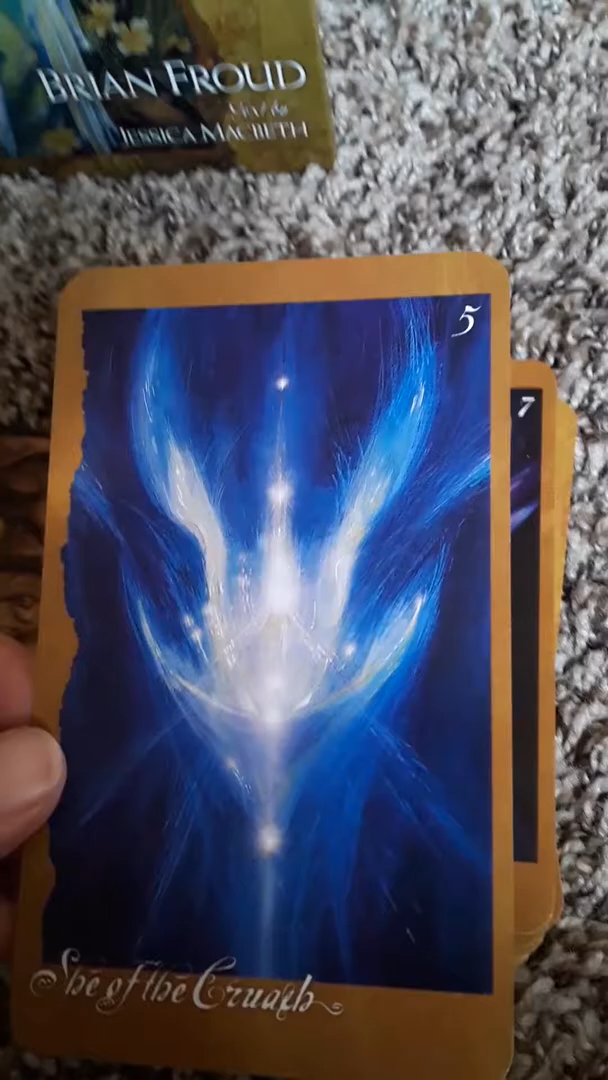 BRIAN FROUD
JESSICA MACBETH
5
7
She of the Cruach